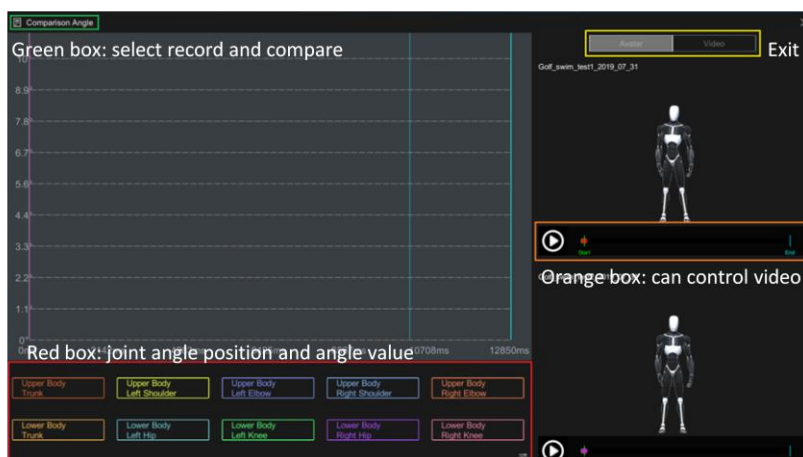 Comparison Angle
Green box: select record and compare
Avatar Video
Exit
Golf_swim_test1_2019_07_31
10°
8.9°
7.8°
6.7°
5.6°
4.4°
3.3°
2.2°
1.1°
0°
Start End
Orange box: can control video
10708ms 12850ms
Red box: joint angle position and angle value
Upper Body Upper Body Upper Body Upper Body Upper Body
Trunk Left Shoulder Left Elbow Right Shoulder Right Elbow
Lower Body Lower Body Lower Body Lower Body Lower Body
Trunk Left Hip Left Knee Right Hip Right Knee